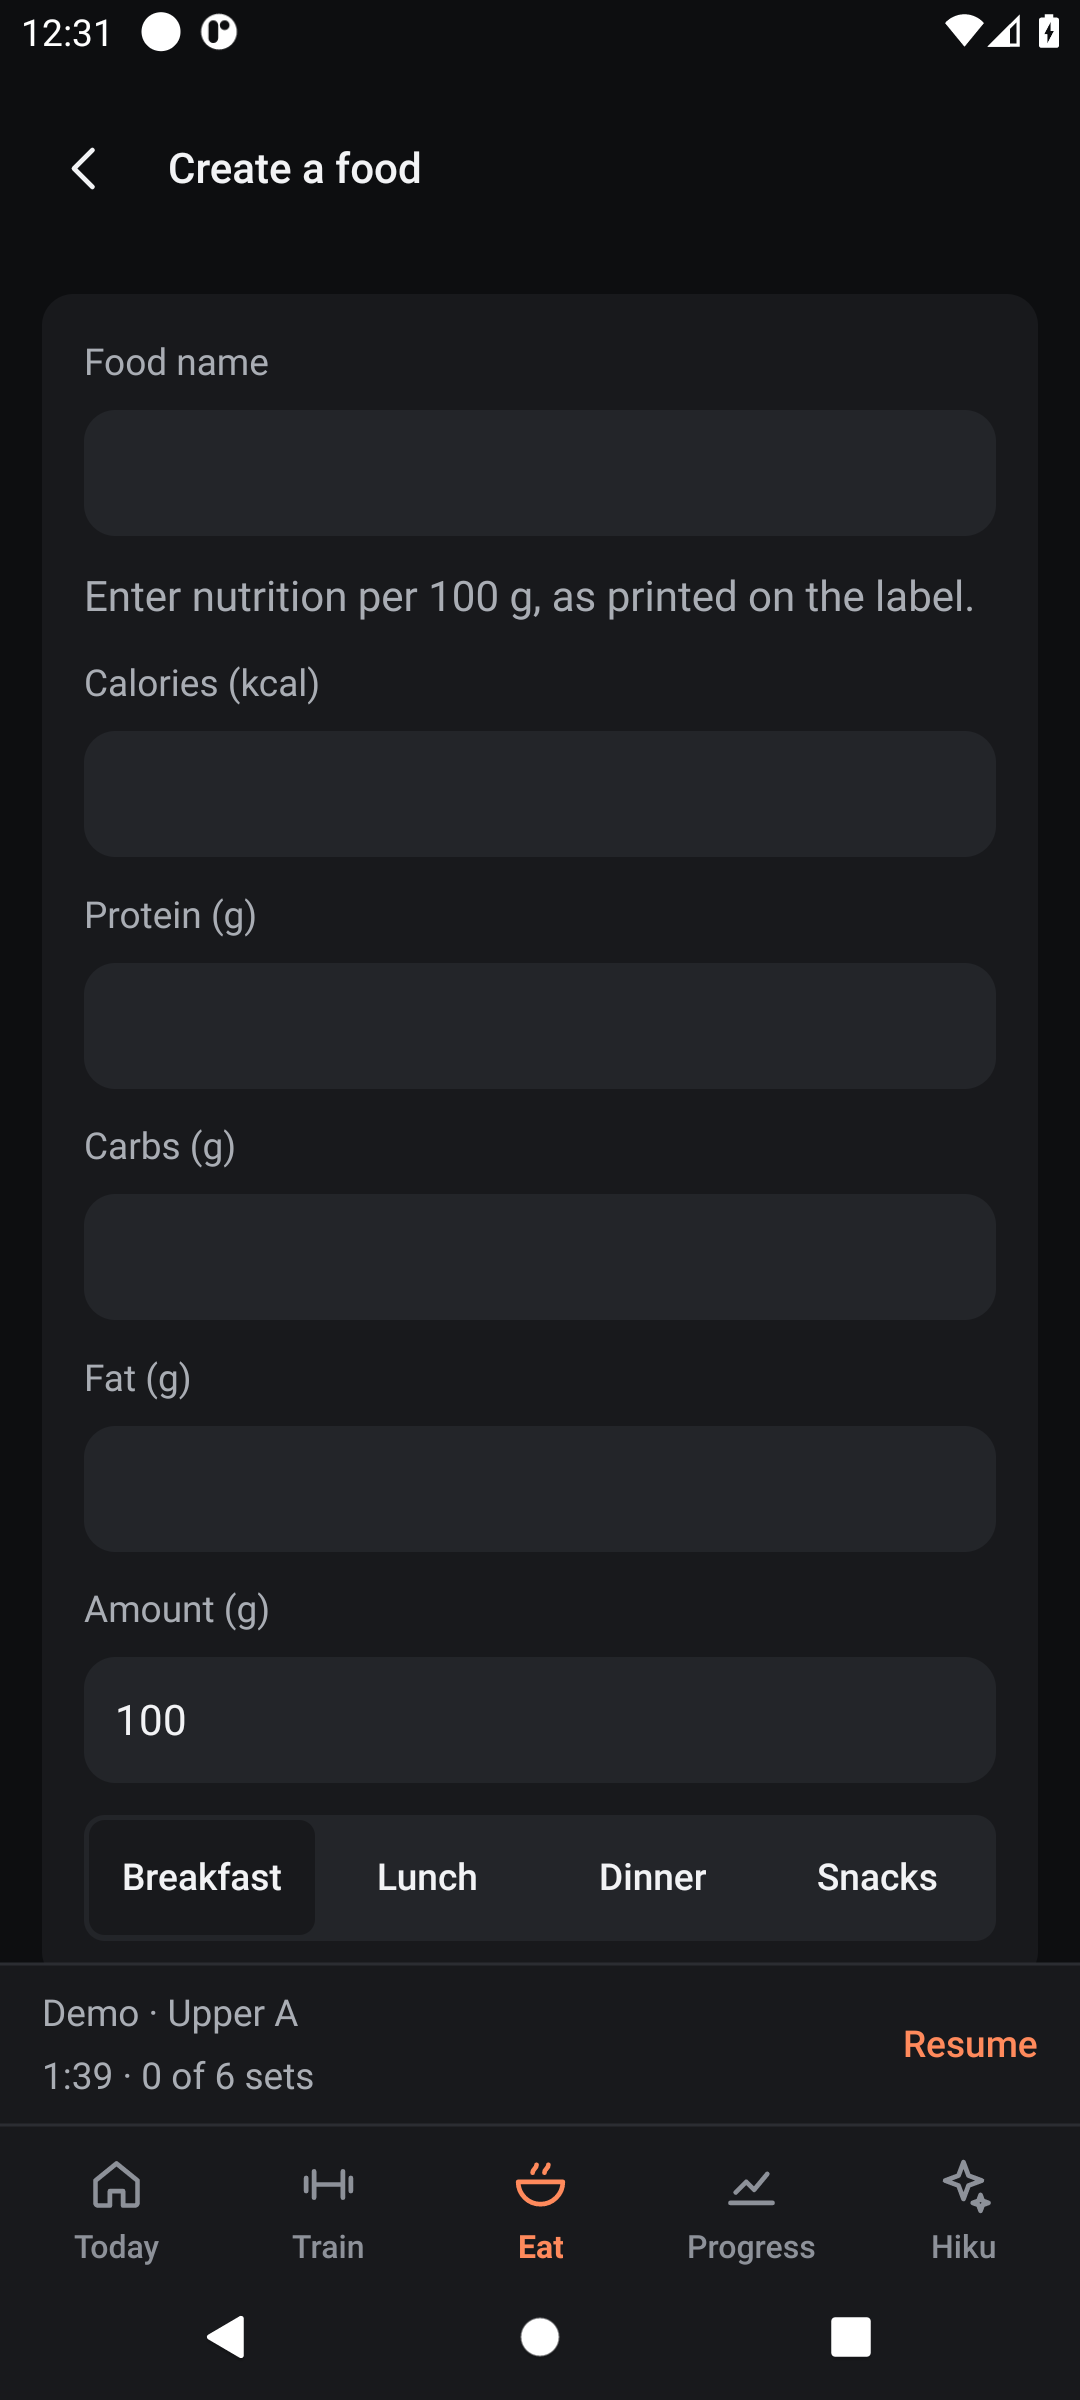 12:31
Create a food
Food name
Enter nutrition per 100 g, as printed on the label.
Calories (kcal)
Protein (g)
Carbs (g)
Fat (g)
Amount (g)
100
Breakfast Lunch Dinner Snacks
Demo · Upper A
Resume
1:39 · 0 of 6 sets
Today Train Eat Progress Hiku